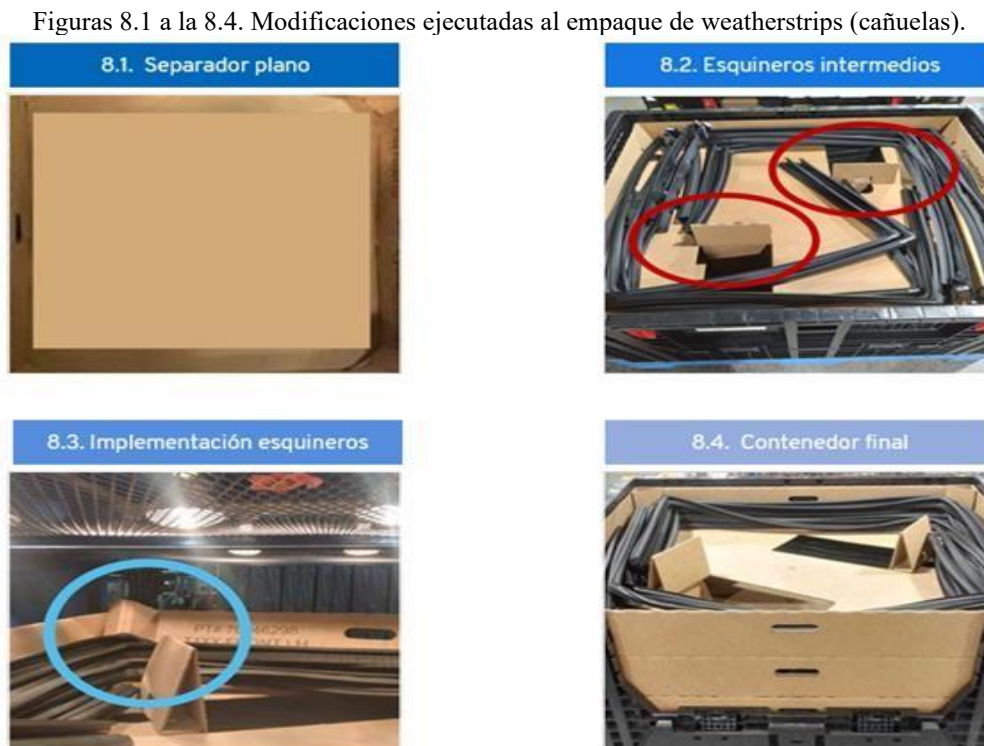 Figuras 8.1 a la 8.4. Modificaciones ejecutadas al empaque de weatherstrips (cañuelas).
8.1. Separador plano
8.2. Esquineros intermedios
8.3. Implementación esquineros
8.4. Contenedor final